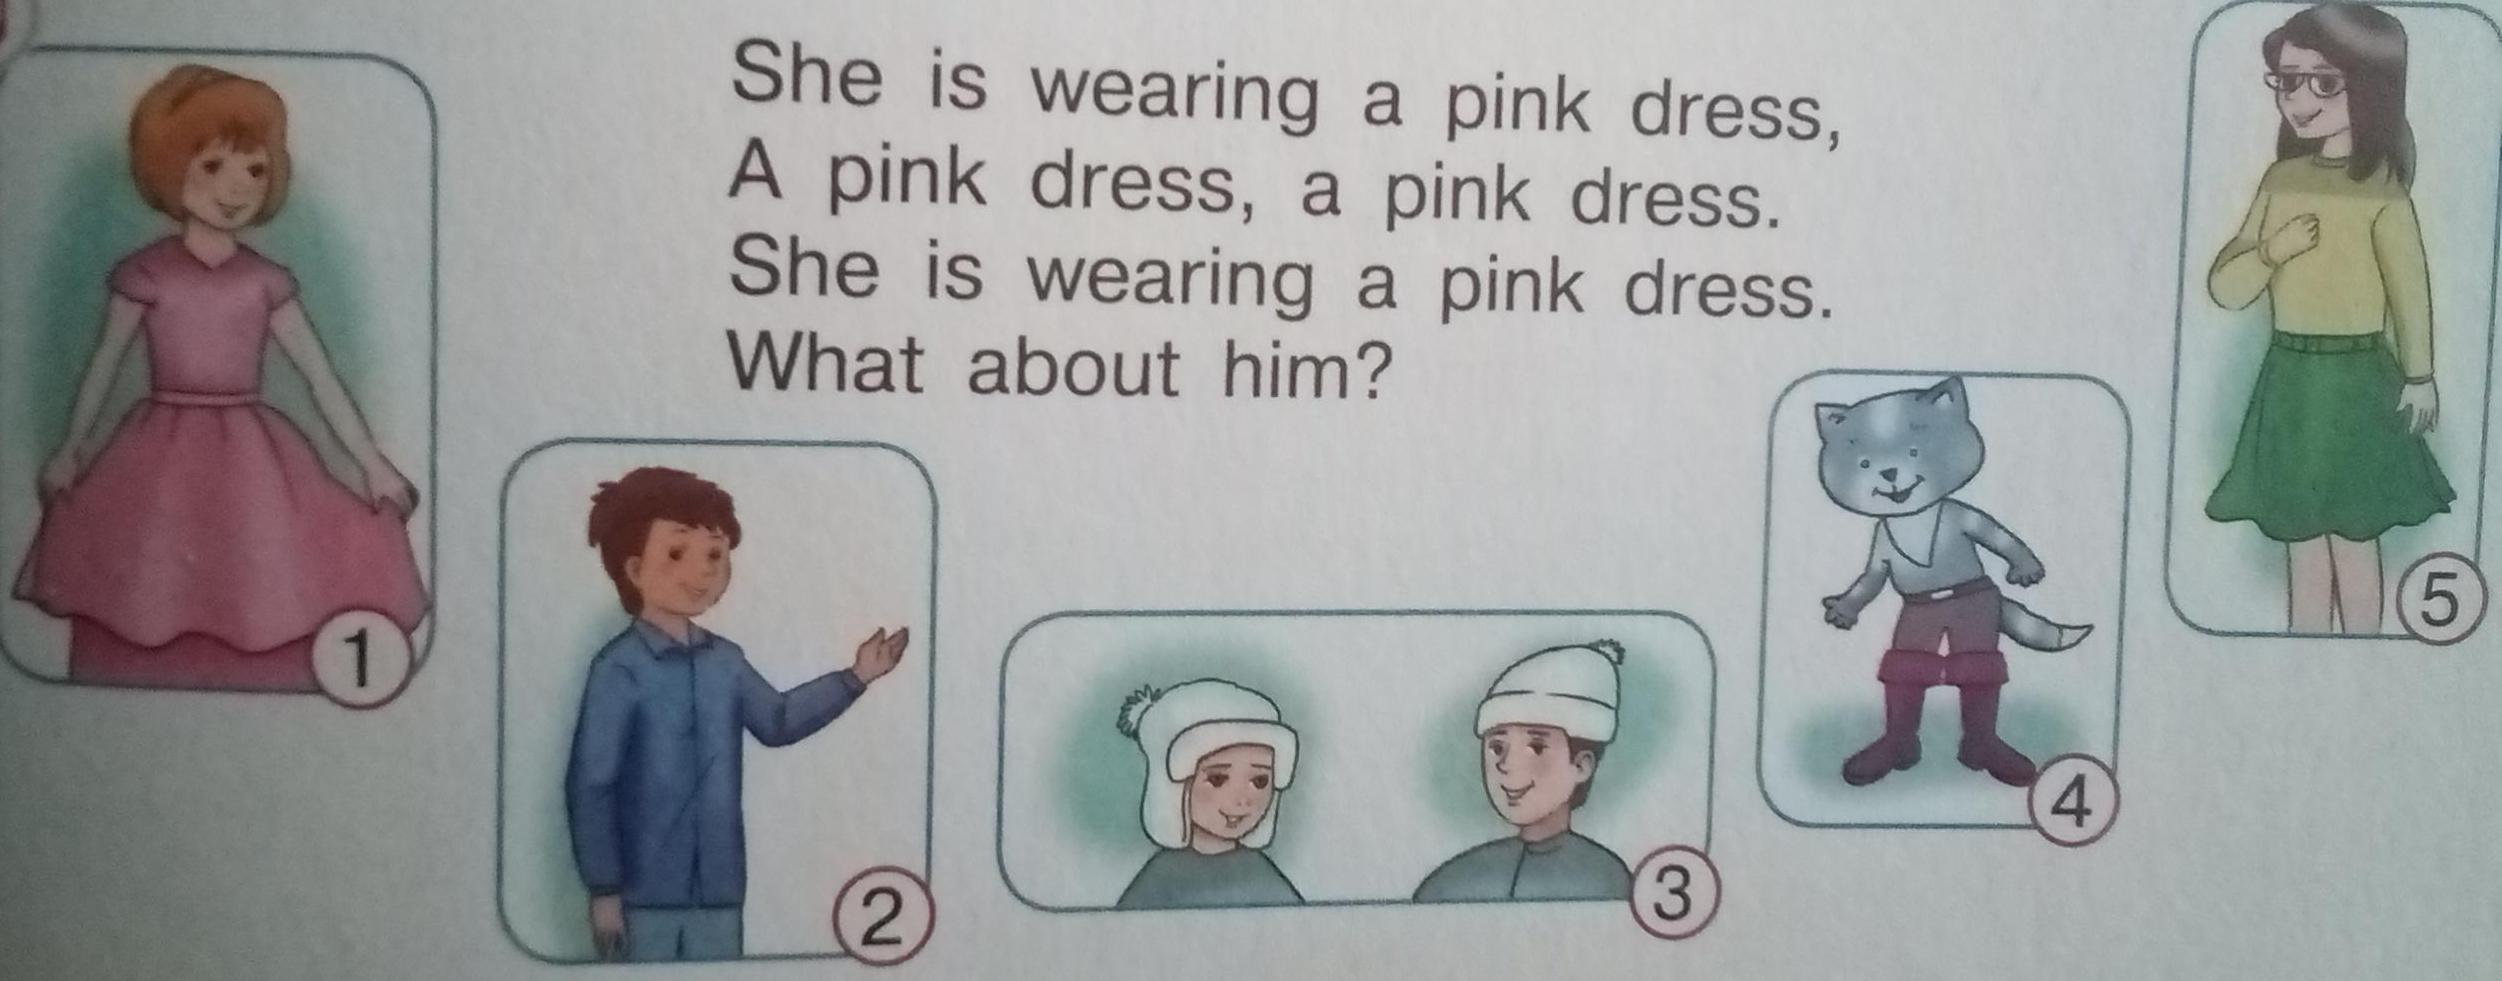 She is wearing a pink dress,
A pink dress, a pink dress.
She is wearing a pink dress.
What about him?
1
2
3
4
5